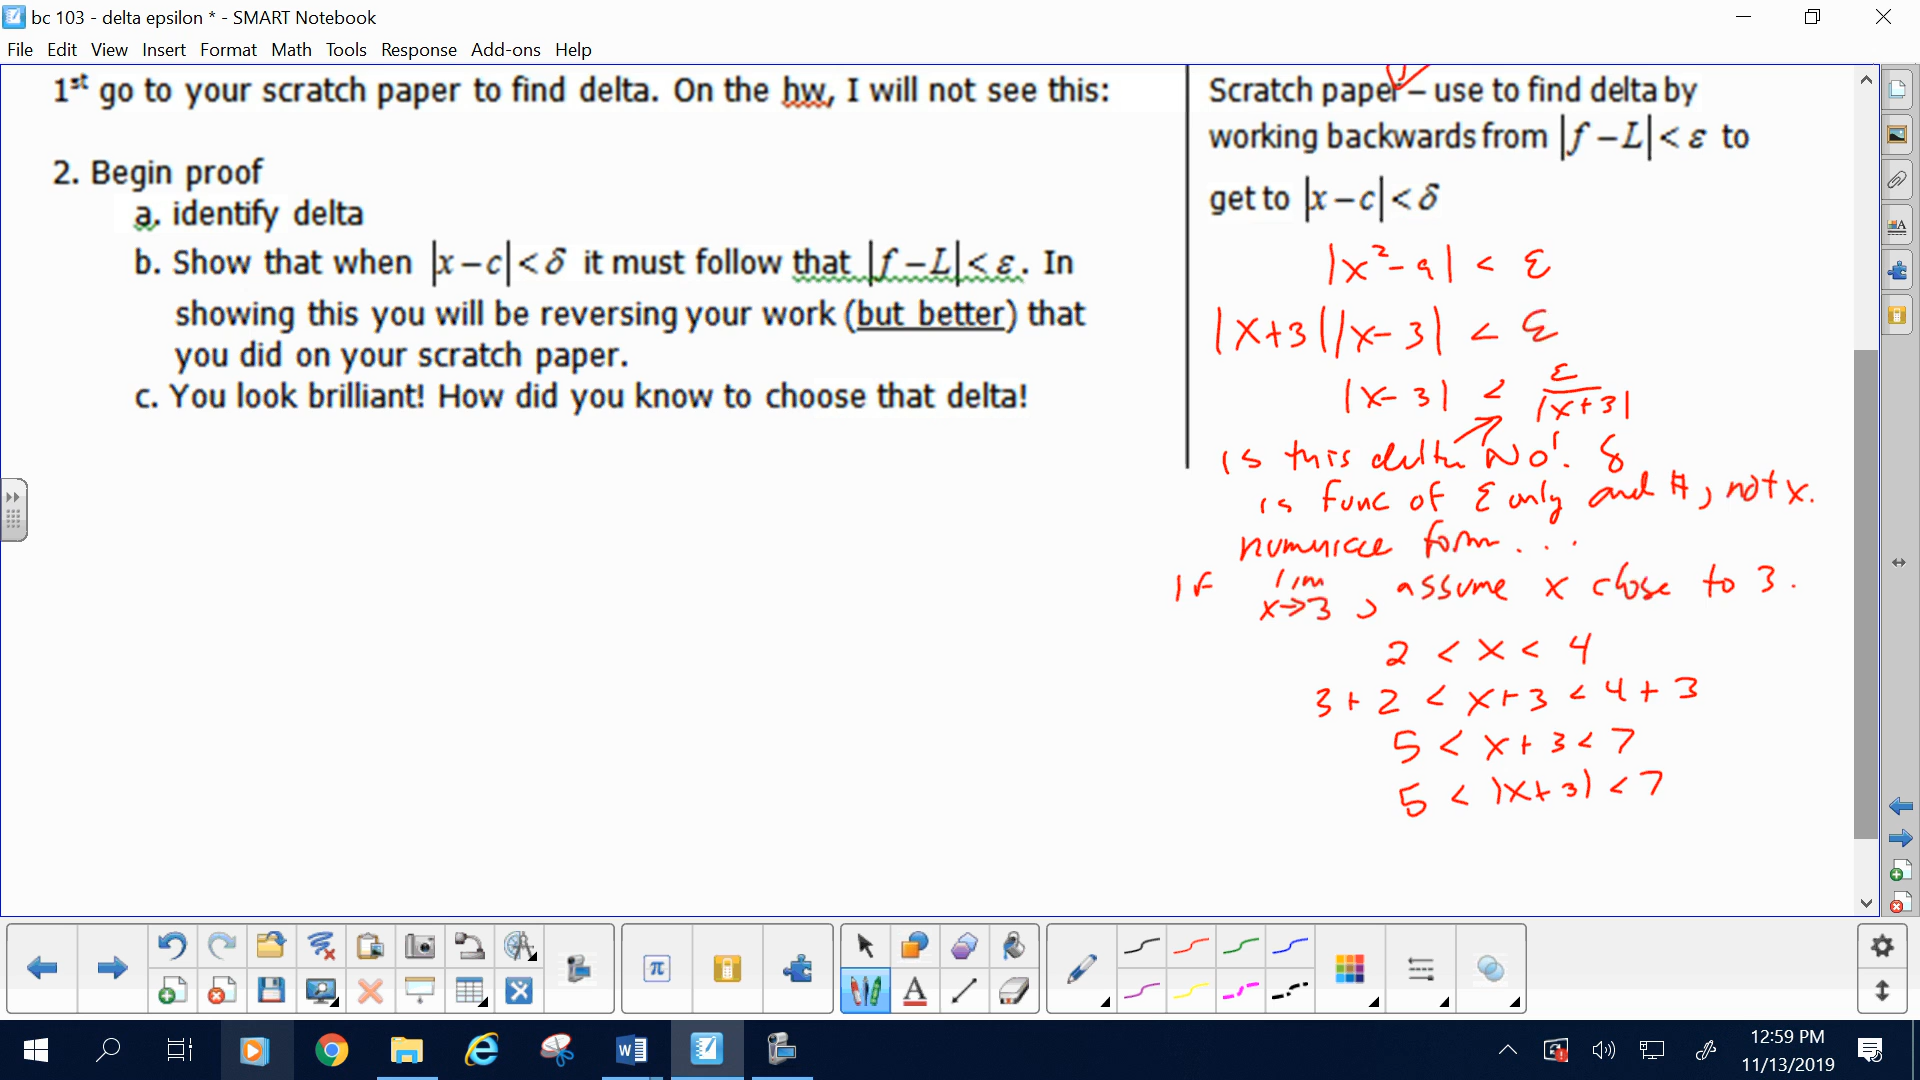 bc 103 - delta epsilon * - SMART Notebook
File Edit View Insert Format Math Tools Response Add-ons Help
1st go to your scratch paper to find delta. On the hw, I will not see this:
2. Begin proof
a. identify delta
b. Show that when |x−c|<δ it must follow that |f−L|<ε. In
showing this you will be reversing your work (but better) that
you did on your scratch paper.
c. You look brilliant! How did you know to choose that delta!
Scratch paper – use to find delta by
working backwards from |f−L|<ε to
get to |x−c|<δ
|x²-9| < ε
|x+3||x-3| < ε
|x-3| < ε/|x+3|
is this delta No! δ
is func of ε only and #, not x.
form...
If lim x→3, assume x close to 3.
2 < x < 4
3+2 < x+3 < 4+3
5 < x+3 < 7
5 < |x+3| < 7
12:59 PM
11/13/2019